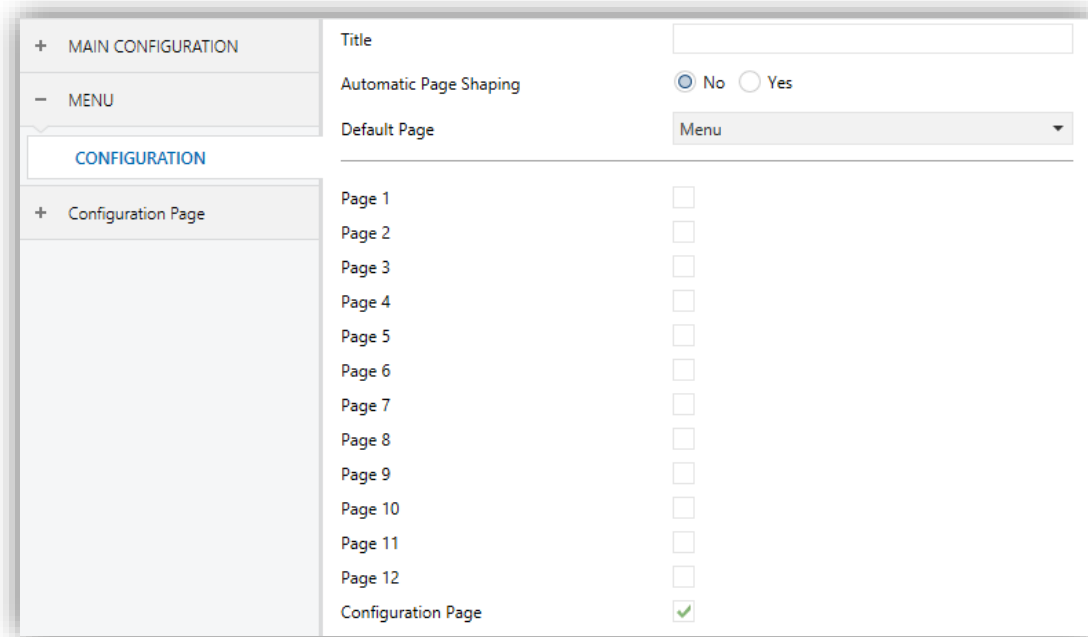 MAIN CONFIGURATION
MENU
CONFIGURATION
Configuration Page
Title
Automatic Page Shaping No Yes
Default Page Menu
Page 1
Page 2
Page 3
Page 4
Page 5
Page 6
Page 7
Page 8
Page 9
Page 10
Page 11
Page 12
Configuration Page